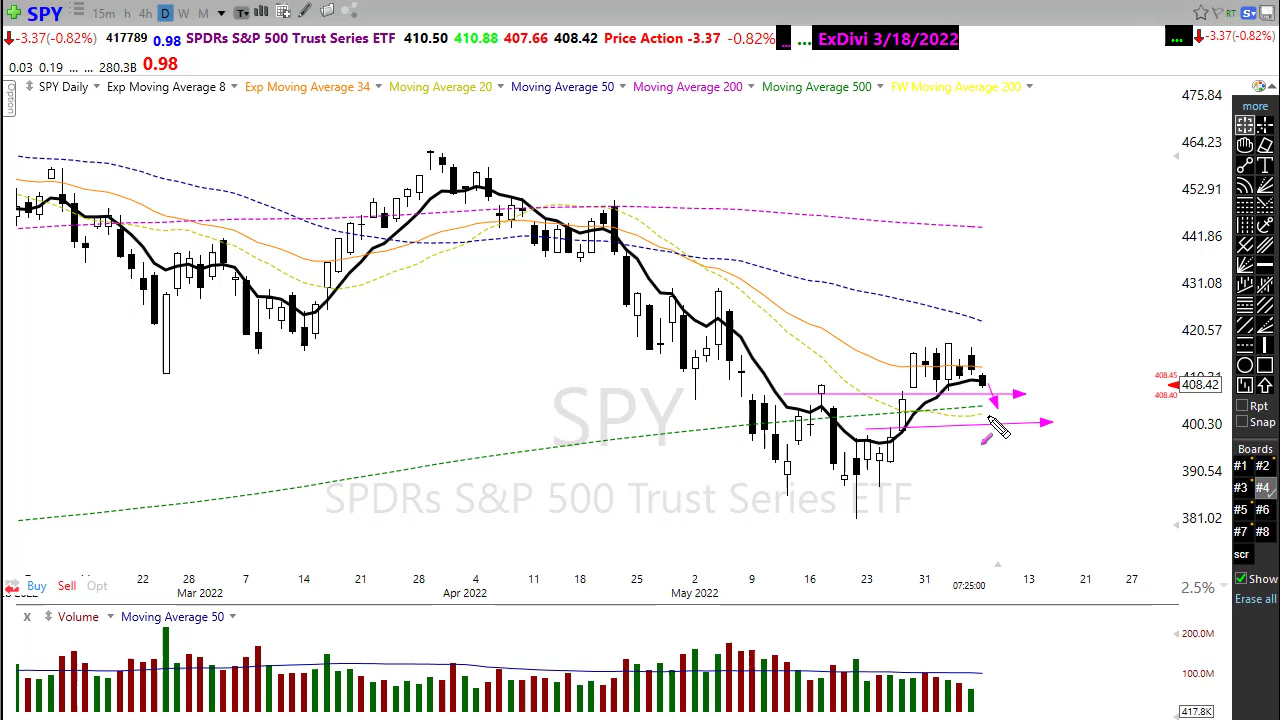 SPY 15m h 4h D W M T RT S
-3.37(-0.82%) 417789 0.98 SPDRs S&P 500 Trust Series ETF 410.50 410.88 407.66 408.42 Price Action -3.37 -0.82% ... ... ExDivi 3/18/2022 ... -3.37(-0.82%)
0.03 0.19 ... ... 280.38 0.98
Option
SPY Daily Exp Moving Average 8 Exp Moving Average 34 Moving Average 20 Moving Average 50 Moving Average 200 Moving Average 500 FW Moving Average 200
475.84
464.23
452.91
441.86
431.08
420.57
408.45
408.42
408.40
400.30
390.54
381.02
SPY
SPDRs S&P 500 Trust Series ETF
22 28 7 14 21 28 4 11 18 25 2 9 16 23 31 07:25:00 13 21 27
Mar 2022 Apr 2022 May 2022
Buy Sell Opt
2.5%
x Volume Moving Average 50
200.0M
100.0M
417.8K
more
Rpt
Snap
Boards
#1 #2
#3 #4
#5 #6
#7 #8
scr
Show
Erase all